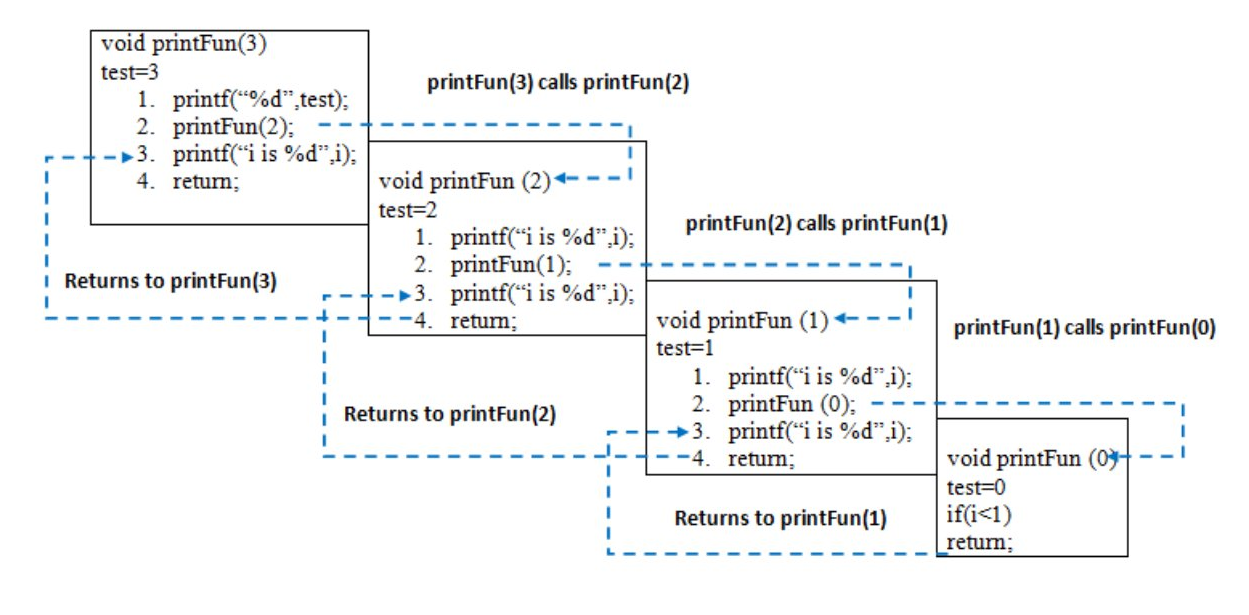 void printFun(3)
test=3
1. printf(“%d”,test);
2. printFun(2);
3. printf(“i is %d”,i);
4. return;
printFun(3) calls printFun(2)
void printFun (2)
test=2
1. printf(“i is %d”,i);
2. printFun(1);
3. printf(“i is %d”,i);
4. return;
Returns to printFun(3)
printFun(2) calls printFun(1)
void printFun (1)
test=1
1. printf(“i is %d”,i);
2. printFun (0);
3. printf(“i is %d”,i);
4. return;
Returns to printFun(2)
printFun(1) calls printFun(0)
void printFun (0)
test=0
if(i<1)
return;
Returns to printFun(1)